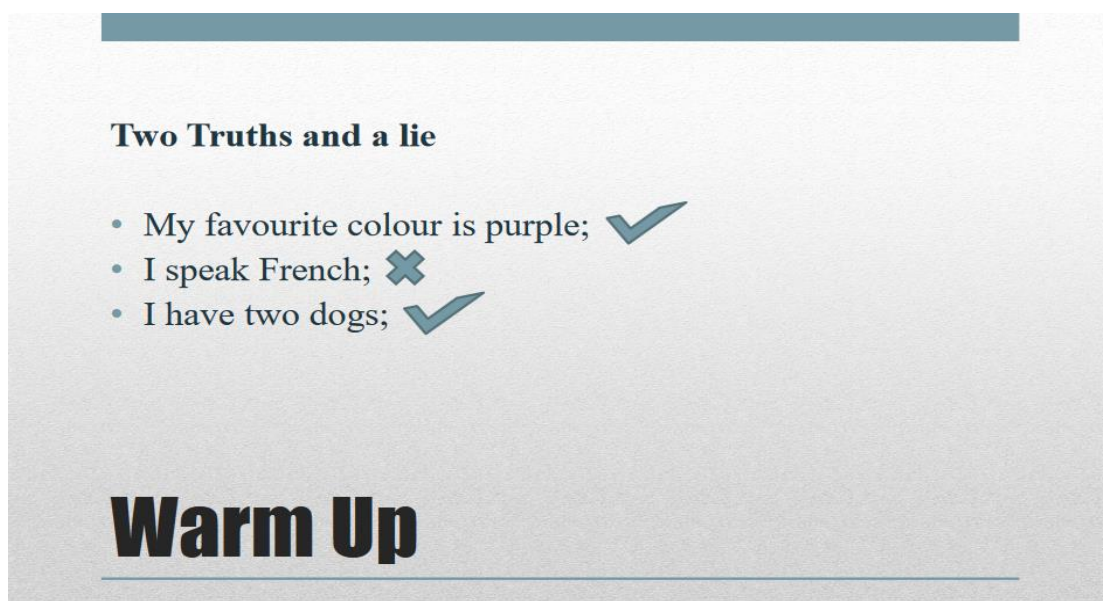 Two Truths and a lie
• My favourite colour is purple;
• I speak French;
• I have two dogs;
Warm Up